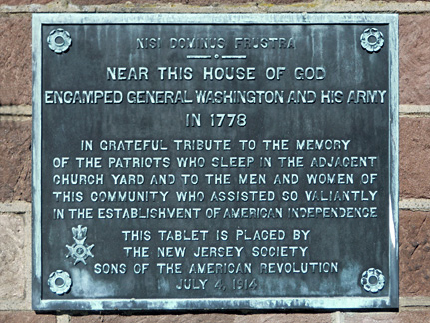 NISI DOMINUS FRUSTRA
NEAR THIS HOUSE OF GOD
ENCAMPED GENERAL WASHINGTON AND HIS ARMY
IN 1778
IN GRATEFUL TRIBUTE TO THE MEMORY
OF THE PATRIOTS WHO SLEEP IN THE ADJACENT
CHURCH YARD AND TO THE MEN AND WOMEN OF
THIS COMMUNITY WHO ASSISTED SO VALIANTLY
IN THE ESTABLISHMENT OF AMERICAN INDEPENDENCE
THIS TABLET IS PLACED BY
THE NEW JERSEY SOCIETY
SONS OF THE AMERICAN REVOLUTION
JULY 4, 1914